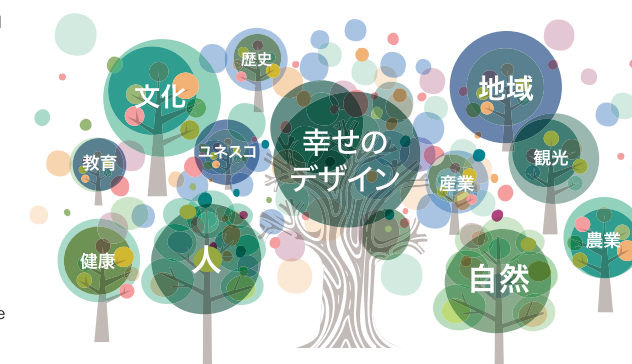 歴史
文化
地域
幸せの
デザイン
ユネスコ
教育
観光
産業
人
健康
自然
農業
e